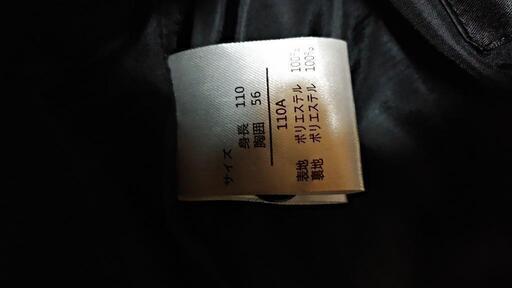 サイズ
身長 110
胸囲 56
110A
表地 ポリエステル 100%
裏地 ポリエステル 100%